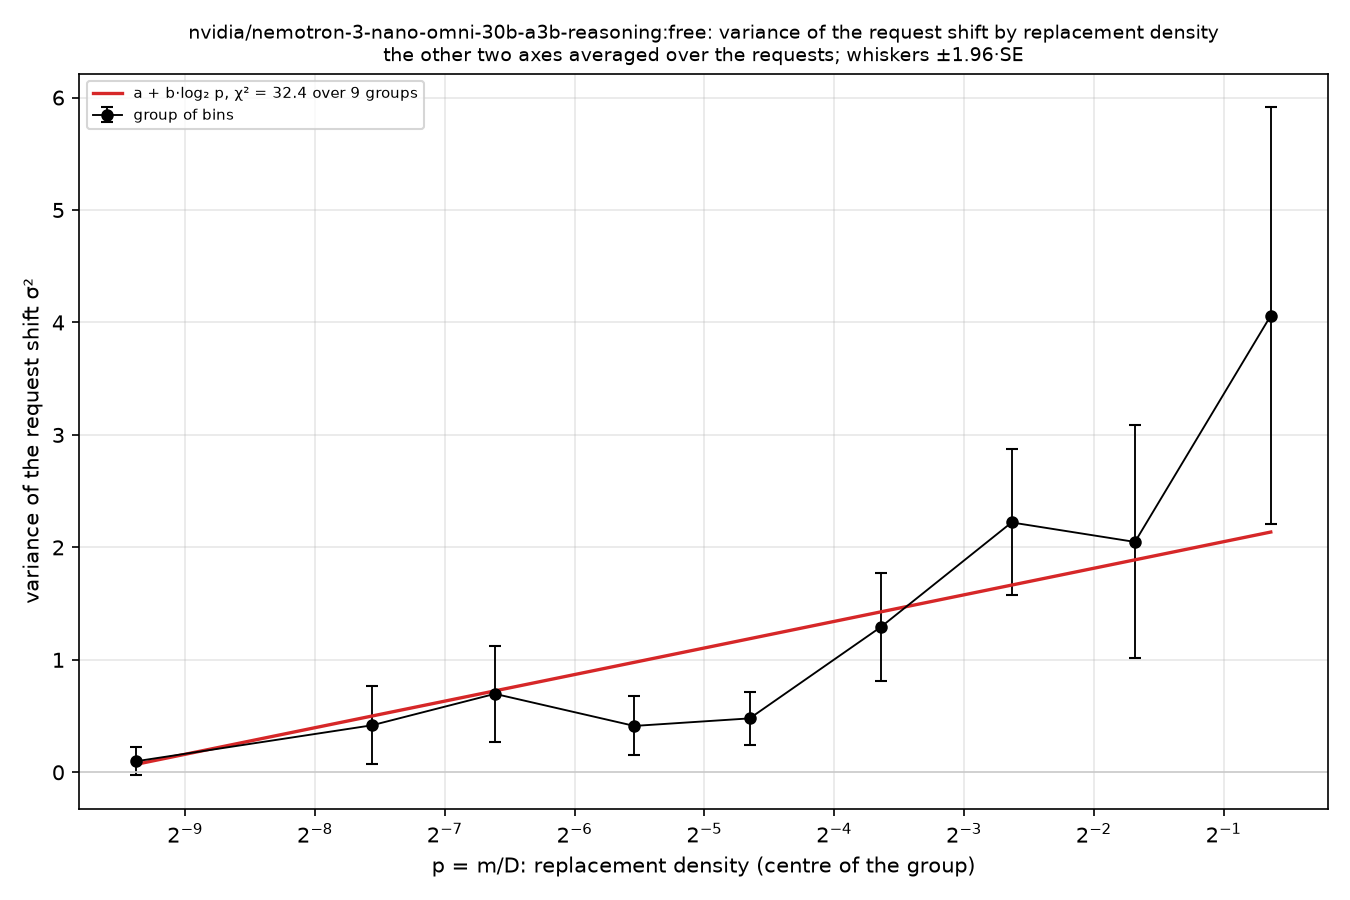 nvidia/nemotron-3-nano-omni-30b-a3b-reasoning:free: variance of the request shift by replacement density
the other two axes averaged over the requests; whiskers ±1.96·SE
a + b·log₂ p, χ² = 32.4 over 9 groups
group of bins
variance of the request shift σ²
6
5
4
3
2
1
0
2⁻⁹ 2⁻⁸ 2⁻⁷ 2⁻⁶ 2⁻⁵ 2⁻⁴ 2⁻³ 2⁻² 2⁻¹
p = m/D: replacement density (centre of the group)